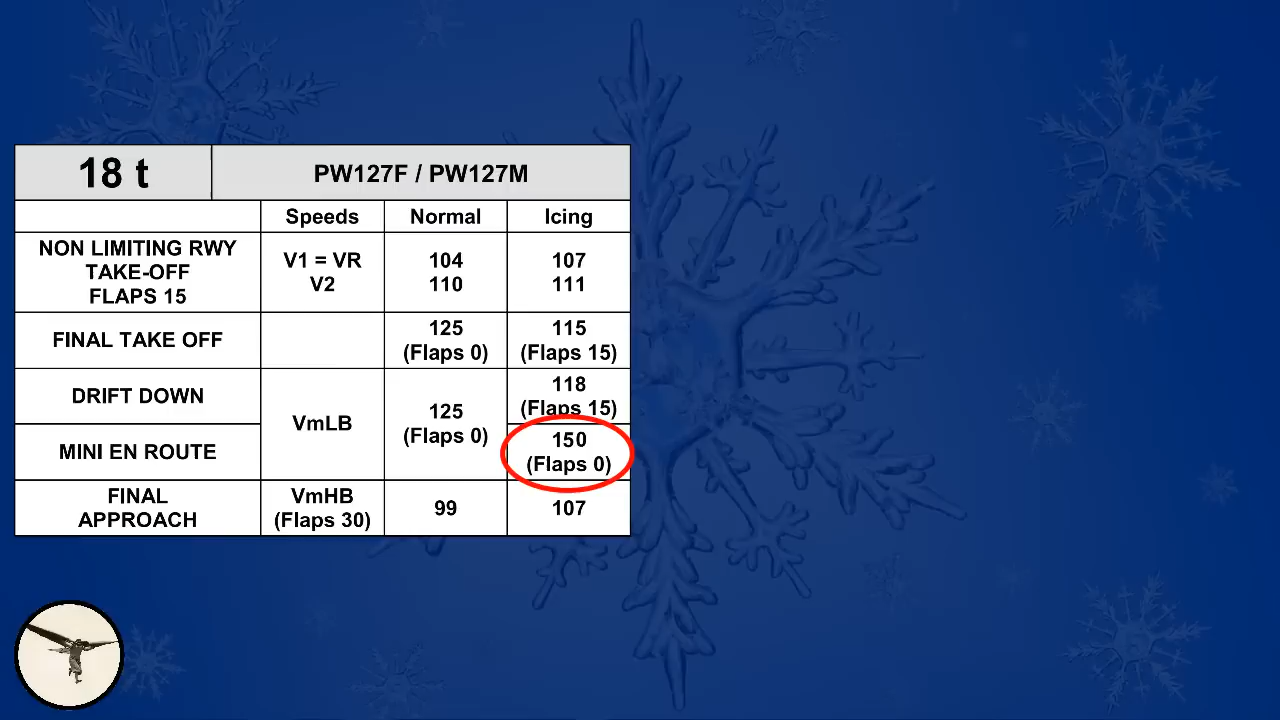 18 t PW127F / PW127M
Speeds Normal Icing
NON LIMITING RWY
TAKE-OFF
FLAPS 15
V1 = VR
V2
104
110
107
111
FINAL TAKE OFF
125
(Flaps 0)
115
(Flaps 15)
DRIFT DOWN
VmLB
125
(Flaps 0)
118
(Flaps 15)
MINI EN ROUTE
150
(Flaps 0)
FINAL
APPROACH
VmHB
(Flaps 30)
99
107